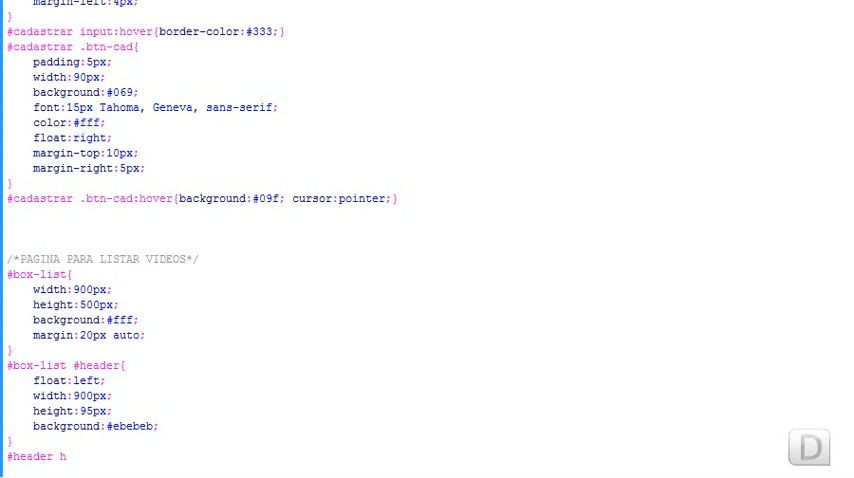 margin-left:4px;
}
#cadastrar input:hover{border-color:#333;}
#cadastrar .btn-cad{
padding:5px;
width:90px;
background:#069;
font:15px Tahoma, Geneva, sans-serif;
color:#fff;
float:right;
margin-top:10px;
margin-right:5px;
}
#cadastrar .btn-cad:hover{background:#09f; cursor:pointer;}
/*PAGINA PARA LISTAR VIDEOS*/
#box-list{
width:900px;
height:500px;
background:#fff;
margin:20px auto;
}
#box-list #header{
float:left;
width:900px;
height:95px;
background:#ebebeb;
}
#header h
D